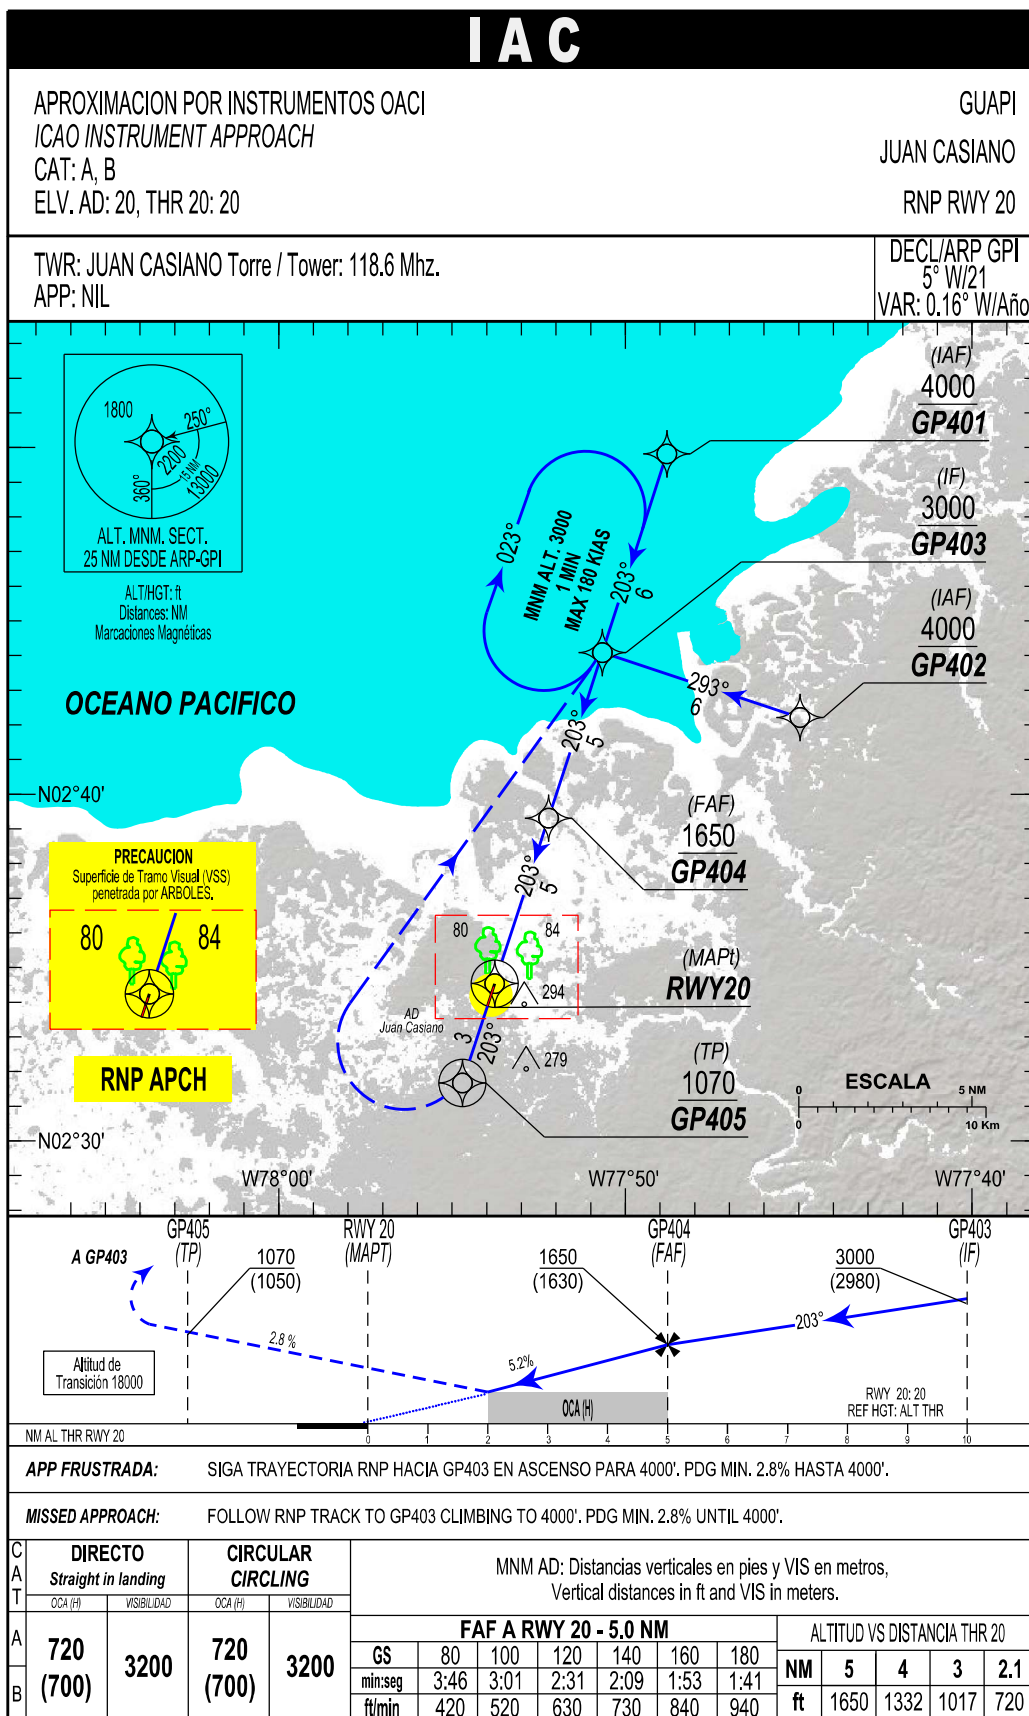 IAC
APROXIMACION POR INSTRUMENTOS OACI
ICAO INSTRUMENT APPROACH
CAT: A, B
ELV. AD: 20, THR 20: 20
GUAPI
JUAN CASIANO
RNP RWY 20
TWR: JUAN CASIANO Torre / Tower: 118.6 Mhz.
APP: NIL
DECL/ARP GPI
5° W/21
VAR: 0.16° W/Año
1800
250°
2200
15 NM
13000
360°
ALT. MNM. SECT.
25 NM DESDE ARP-GPI
ALT/HGT: ft
Distances: NM
Marcaciones Magnéticas
(IAF)
4000
GP401
(IF)
3000
GP403
(IAF)
4000
GP402
023°
MNM ALT. 3000
1 MIN
MAX 180 KIAS
203°
6
293°
6
OCEANO PACIFICO
203°
5
N02°40'
(FAF)
1650
GP404
203°
5
PRECAUCION
Superficie de Tramo Visual (VSS)
penetrada por ARBOLES.
80
84
80
84
294
(MAPt)
RWY20
AD
Juan Casiano
3
203°
279
RNP APCH
(TP)
1070
GP405
ESCALA
0
5 NM
0
10 Km
N02°30'
W78°00'
W77°50'
W77°40'
GP405
(TP)
RWY 20
(MAPT)
GP404
(FAF)
GP403
(IF)
A GP403
1070
(1050)
1650
(1630)
3000
(2980)
203°
2.8 %
5.2%
Altitud de
Transición 18000
OCA (H)
RWY 20: 20
REF HGT: ALT THR
NM AL THR RWY 20
0 1 2 3 4 5 6 7 8 9 10
APP FRUSTRADA: SIGA TRAYECTORIA RNP HACIA GP403 EN ASCENSO PARA 4000'. PDG MIN. 2.8% HASTA 4000'.
MISSED APPROACH: FOLLOW RNP TRACK TO GP403 CLIMBING TO 4000'. PDG MIN. 2.8% UNTIL 4000'.
CAT
DIRECTO
Straight in landing
CIRCULAR
CIRCLING
OCA (H) VISIBILIDAD OCA (H) VISIBILIDAD
A
B
720
(700)
3200
720
(700)
3200
MNM AD: Distancias verticales en pies y VIS en metros,
Vertical distances in ft and VIS in meters.
FAF A RWY 20 - 5.0 NM
GS 80 100 120 140 160 180
min:seg 3:46 3:01 2:31 2:09 1:53 1:41
ft/min 420 520 630 730 840 940
ALTITUD VS DISTANCIA THR 20
NM 5 4 3 2.1
ft 1650 1332 1017 720